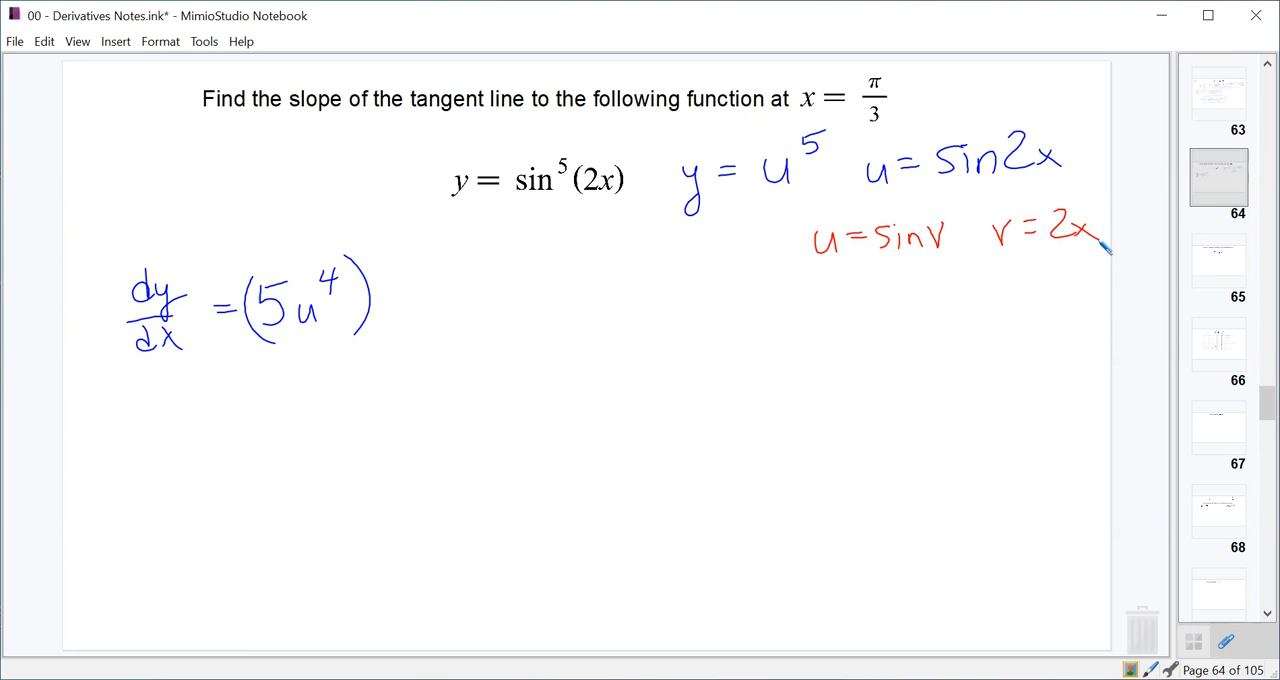 00 - Derivatives Notes.ink* - MimioStudio Notebook
File Edit View Insert Format Tools Help
Find the slope of the tangent line to the following function at x = π/3
y = sin⁵(2x) y = u⁵ u = sin2x
u = sinv v = 2x
dy/dx = (5u⁴)
63
64
65
66
67
68
Page 64 of 105